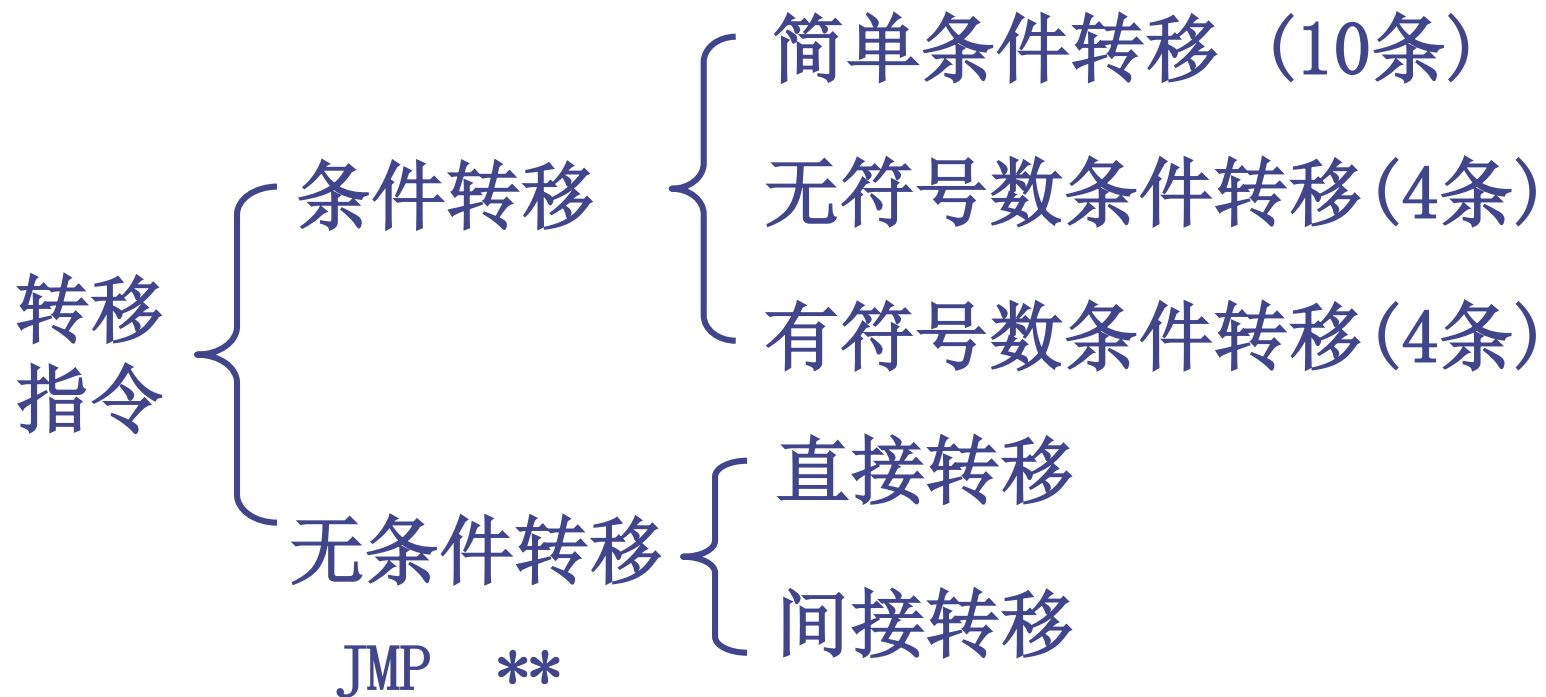 转移
指令
条件转移
简单条件转移 (10条)
无符号数条件转移(4条)
有符号数条件转移(4条)
无条件转移
JMP **
直接转移
间接转移